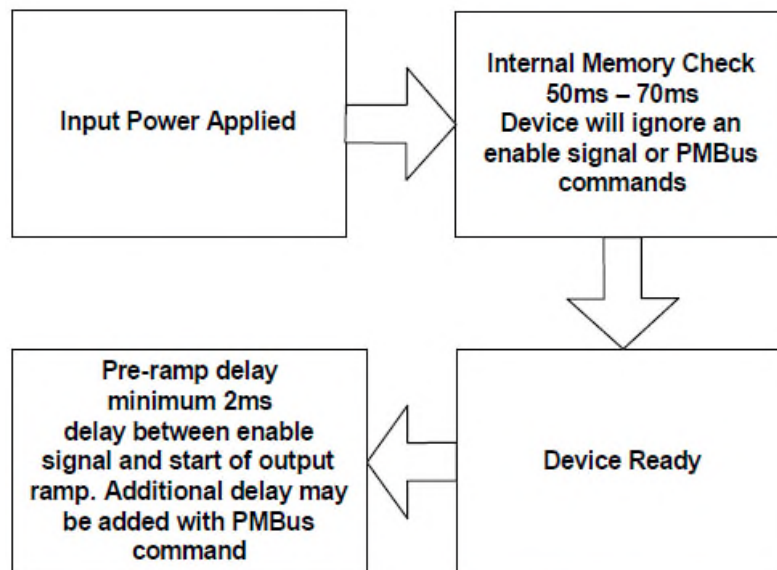 Input Power Applied
Internal Memory Check
50ms – 70ms
Device will ignore an
enable signal or PMBus
commands
Device Ready
Pre-ramp delay
minimum 2ms
delay between enable
signal and start of output
ramp. Additional delay may
be added with PMBus
command